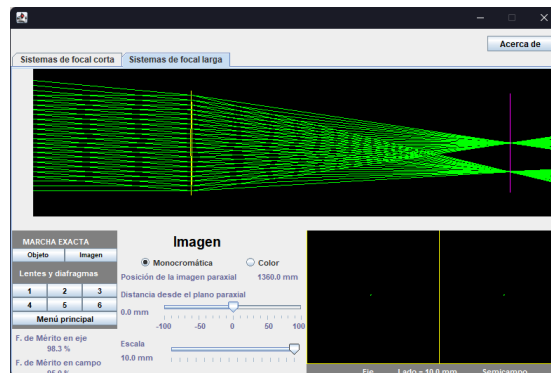 Acerca de
Sistemas de focal corta Sistemas de focal larga
MARCHA EXACTA
Objeto Imagen
Lentes y diafragmas
1 2 3
4 5 6
Menú principal
F. de Mérito en eje
98.3 %
F. de Mérito en campo
Imagen
Monocromática Color
Posición de la imagen paraxial 1360.0 mm
Distancia desde el plano paraxial
0.0 mm
-100 -50 0 50 100
Escala
10.0 mm
Eje Lado = 10.0 mm Semicampo